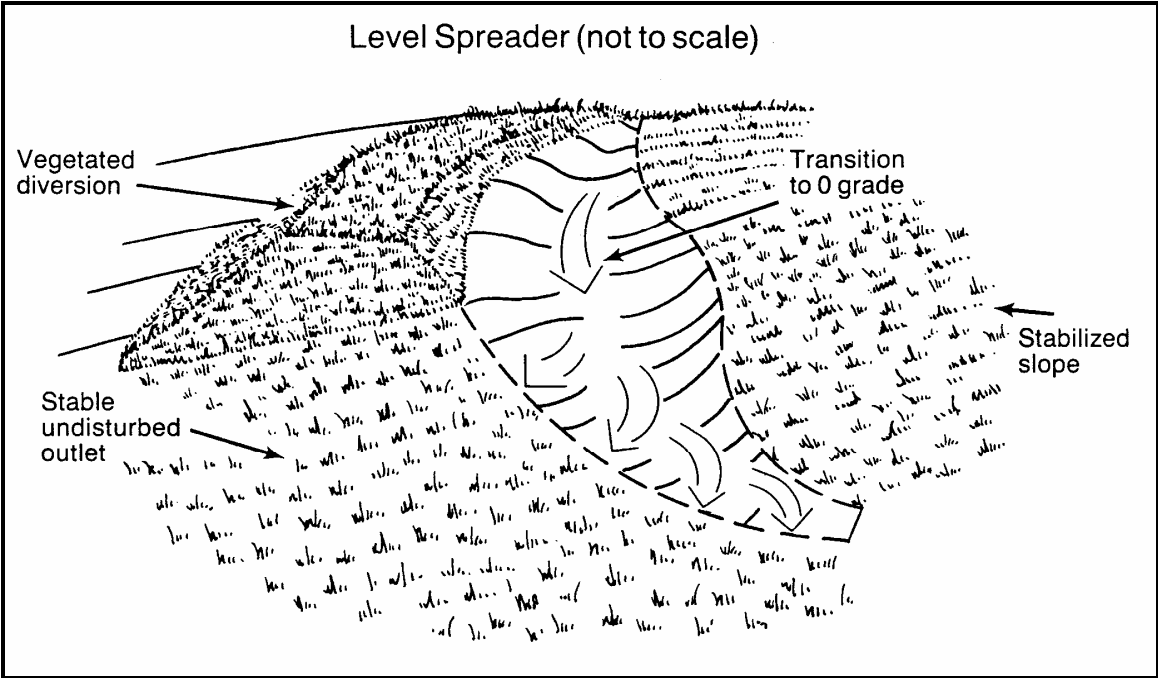 Level Spreader (not to scale)
Vegetated
diversion
Transition
to 0 grade
Stabilized
slope
Stable
undisturbed
outlet